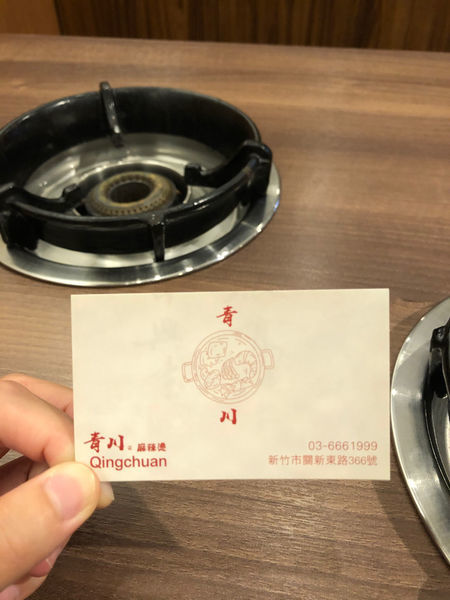 青
川
青川 麻辣燙
Qingchuan
03-6661999
新竹市關新東路366號